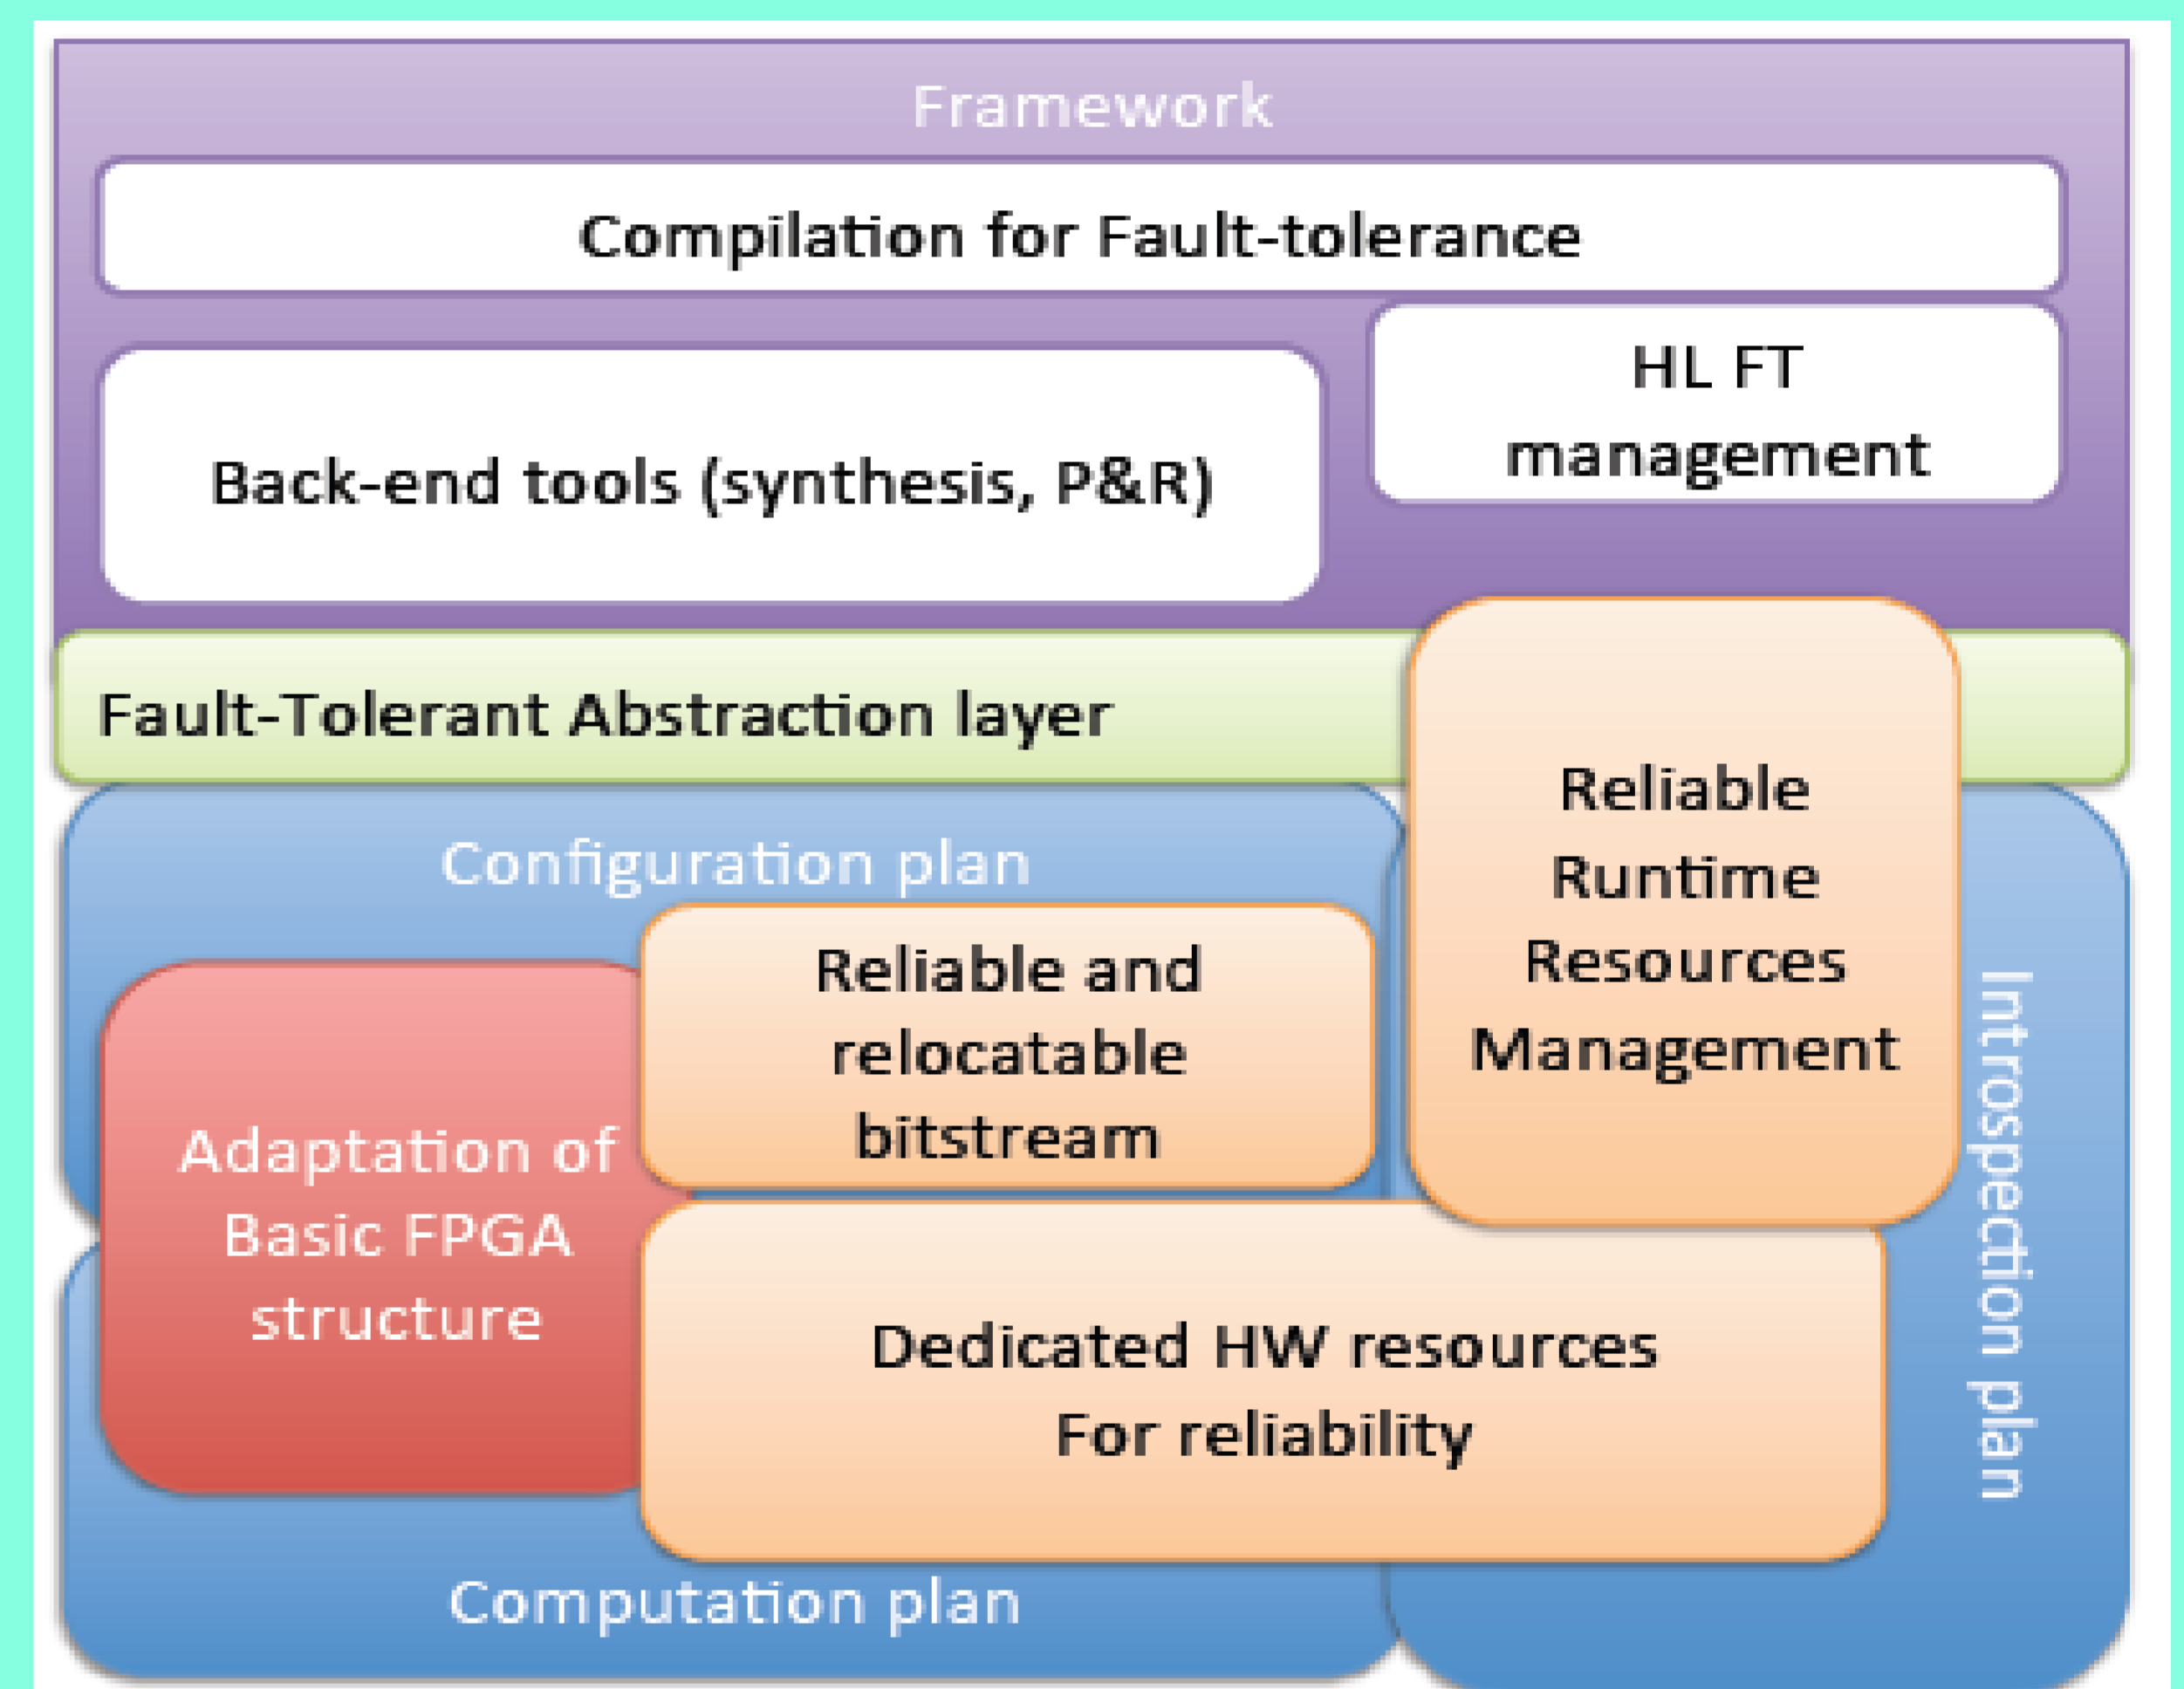 Framework
Compilation for Fault-tolerance
HL FT
management
Back-end tools (synthesis, P&R)
Fault-Tolerant Abstraction layer
Reliable
Runtime
Resources
Management
Configuration plan
Reliable and
relocatable
bitstream
Introspection plan
Adaptation of
Basic FPGA
structure
Dedicated HW resources
For reliability
Computation plan